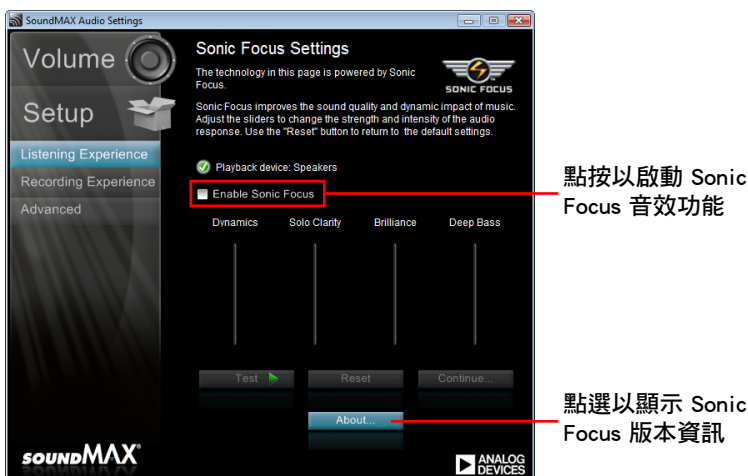 SoundMAX Audio Settings
Volume
Setup
Listening Experience
Recording Experience
Advanced
Sonic Focus Settings
The technology in this page is powered by Sonic
Focus.
SONIC FOCUS
Sonic Focus improves the sound quality and dynamic impact of music.
Adjust the sliders to change the strength and intensity of the audio
response. Use the "Reset" button to return to the default settings.
Playback device: Speakers
Enable Sonic Focus
Dynamics Solo Clarity Brilliance Deep Bass
Test Reset Continue...
About...
soundMAX®
ANALOG
DEVICES
點按以啟動 Sonic
Focus 音效功能
點選以顯示 Sonic
Focus 版本資訊